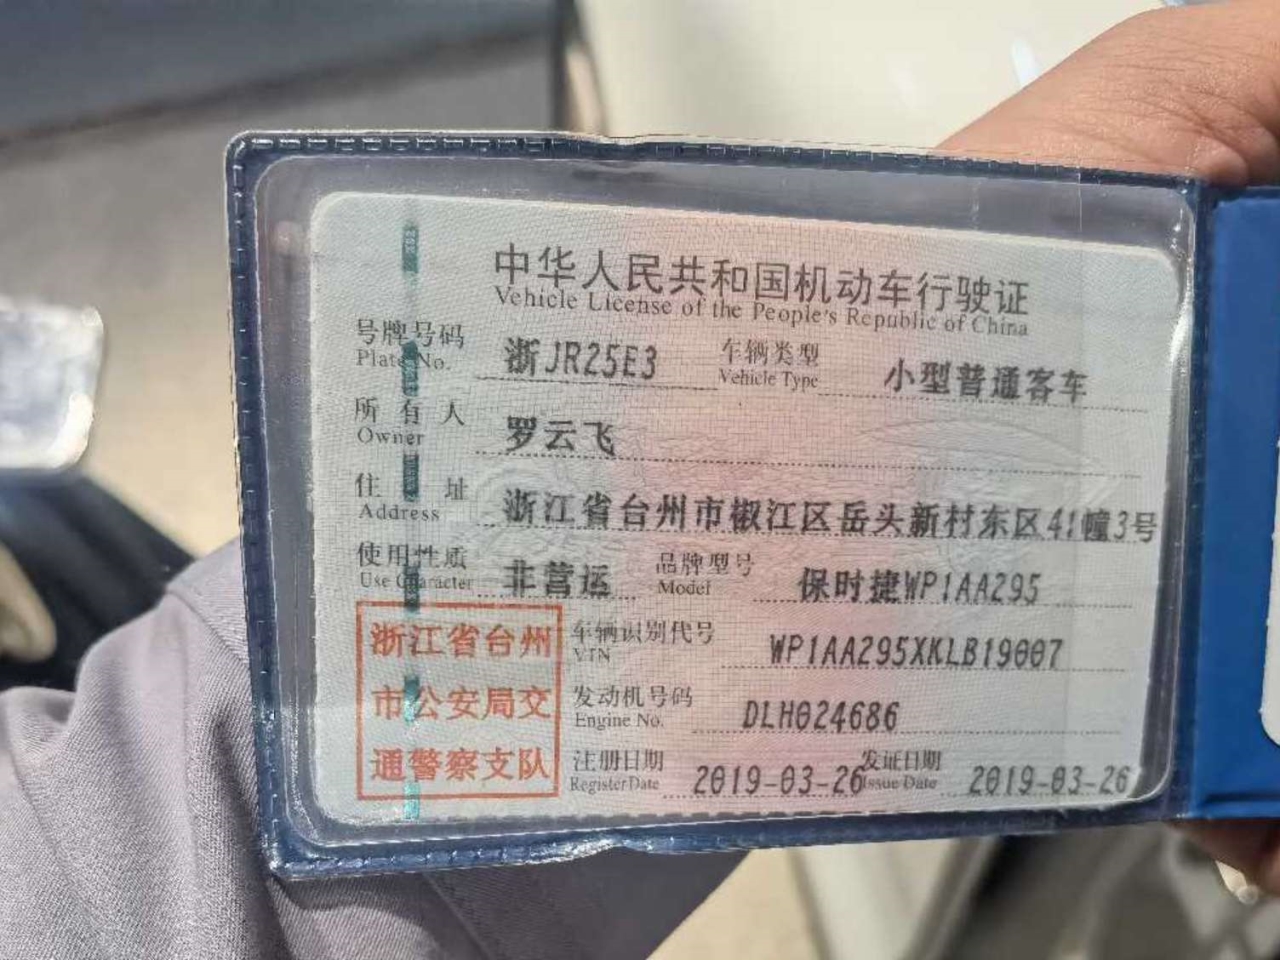 中华人民共和国机动车行驶证
Vehicle License of the People's Republic of China
号牌号码 浙JR25E3 车辆类型 小型普通客车
Plate No. Vehicle Type
所有人 罗云飞
Owner
住址 浙江省台州市椒江区岳头新村东区41幢3号
Address
使用性质 非营运 品牌型号 保时捷WP1AA295
Use Character Model
浙江省台州
市公安局交
通警察支队
车辆识别代号 WP1AA295XKLB19007
VIN
发动机号码 DLH024686
Engine No.
注册日期 2019-03-26 发证日期 2019-03-26
Register Date Issue Date